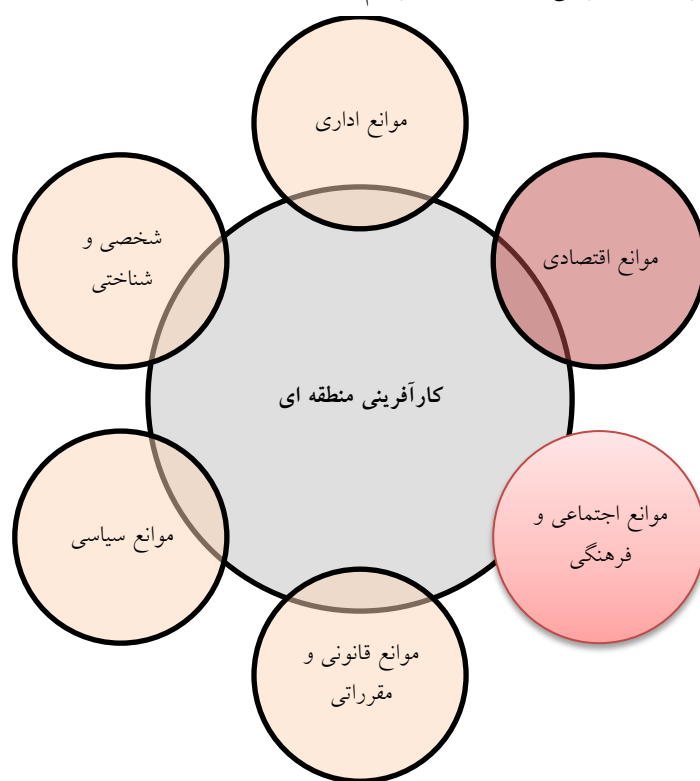 موانع اداری
موانع اقتصادی
شخصی و
شناختی
کارآفرینی منطقه ای
موانع اجتماعی و
فرهنگی
موانع سیاسی
موانع قانونی و
مقرراتی